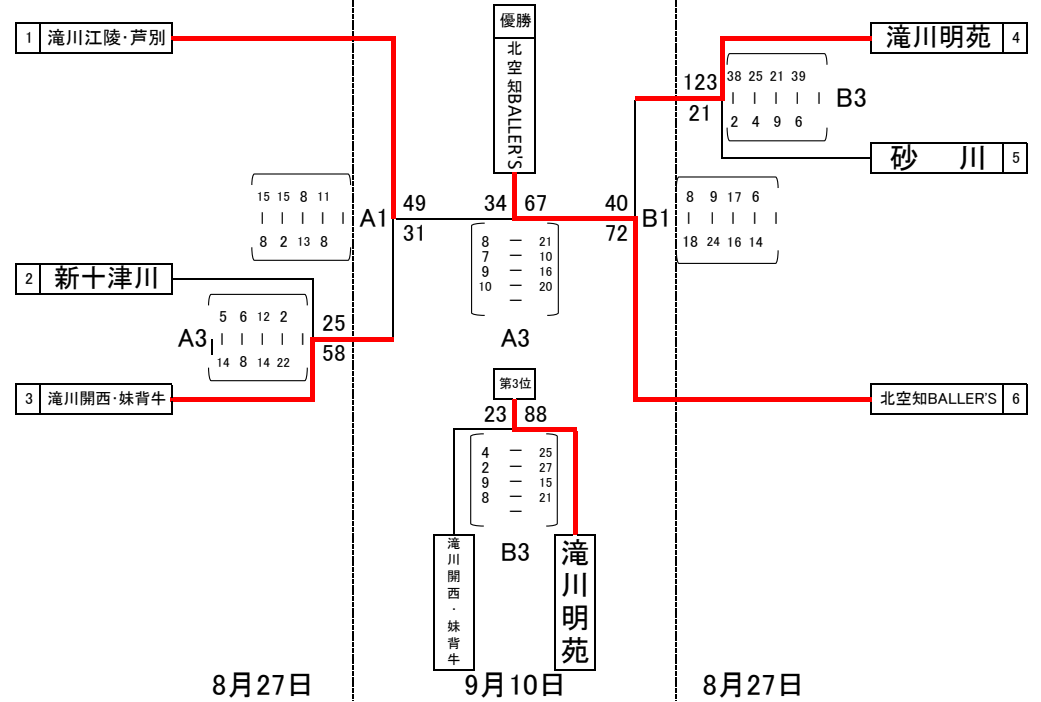 優勝
北空知BALLER'S
1 滝川江陵・芦別
滝川明苑 4
123
38 25 21 39
2 4 9 6
B3
21
砂　川 5
15 15 8 11
8 2 13 8
A1
49
31
34 67
40
72
B1
8 9 17 6
18 24 16 14
8 ー 21
7 ー 10
9 ー 16
10 ー 20
ー
A3
2 新十津川
5 6 12 2
14 8 14 22
A3
25
58
3 滝川開西・妹背牛
北空知BALLER'S 6
第3位
23 88
4 ー 25
2 ー 27
9 ー 15
8 ー 21
ー
B3
滝川開西・妹背牛
滝川明苑
8月27日
9月10日
8月27日